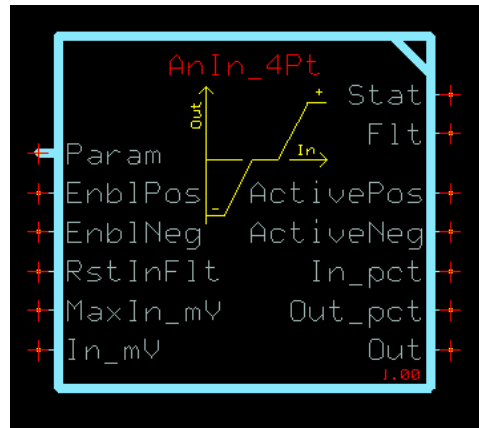 AnIn_4Pt
Out
+
In
-
Stat
Flt
Param
EnblPos ActivePos
EnblNeg ActiveNeg
RstInFlt In_pct
MaxIn_mV Out_pct
In_mV Out
1.00